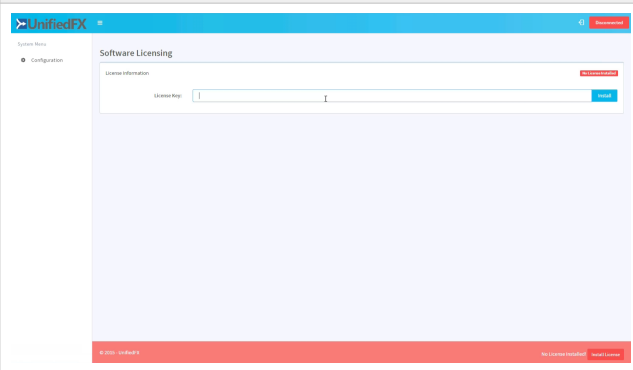 UnifiedFX
Disconnected
System Menu
Configuration
Software Licensing
License Information
No License Installed
License Key:
Install
© 2015 - UnifiedFX
No License Installed!
Install License